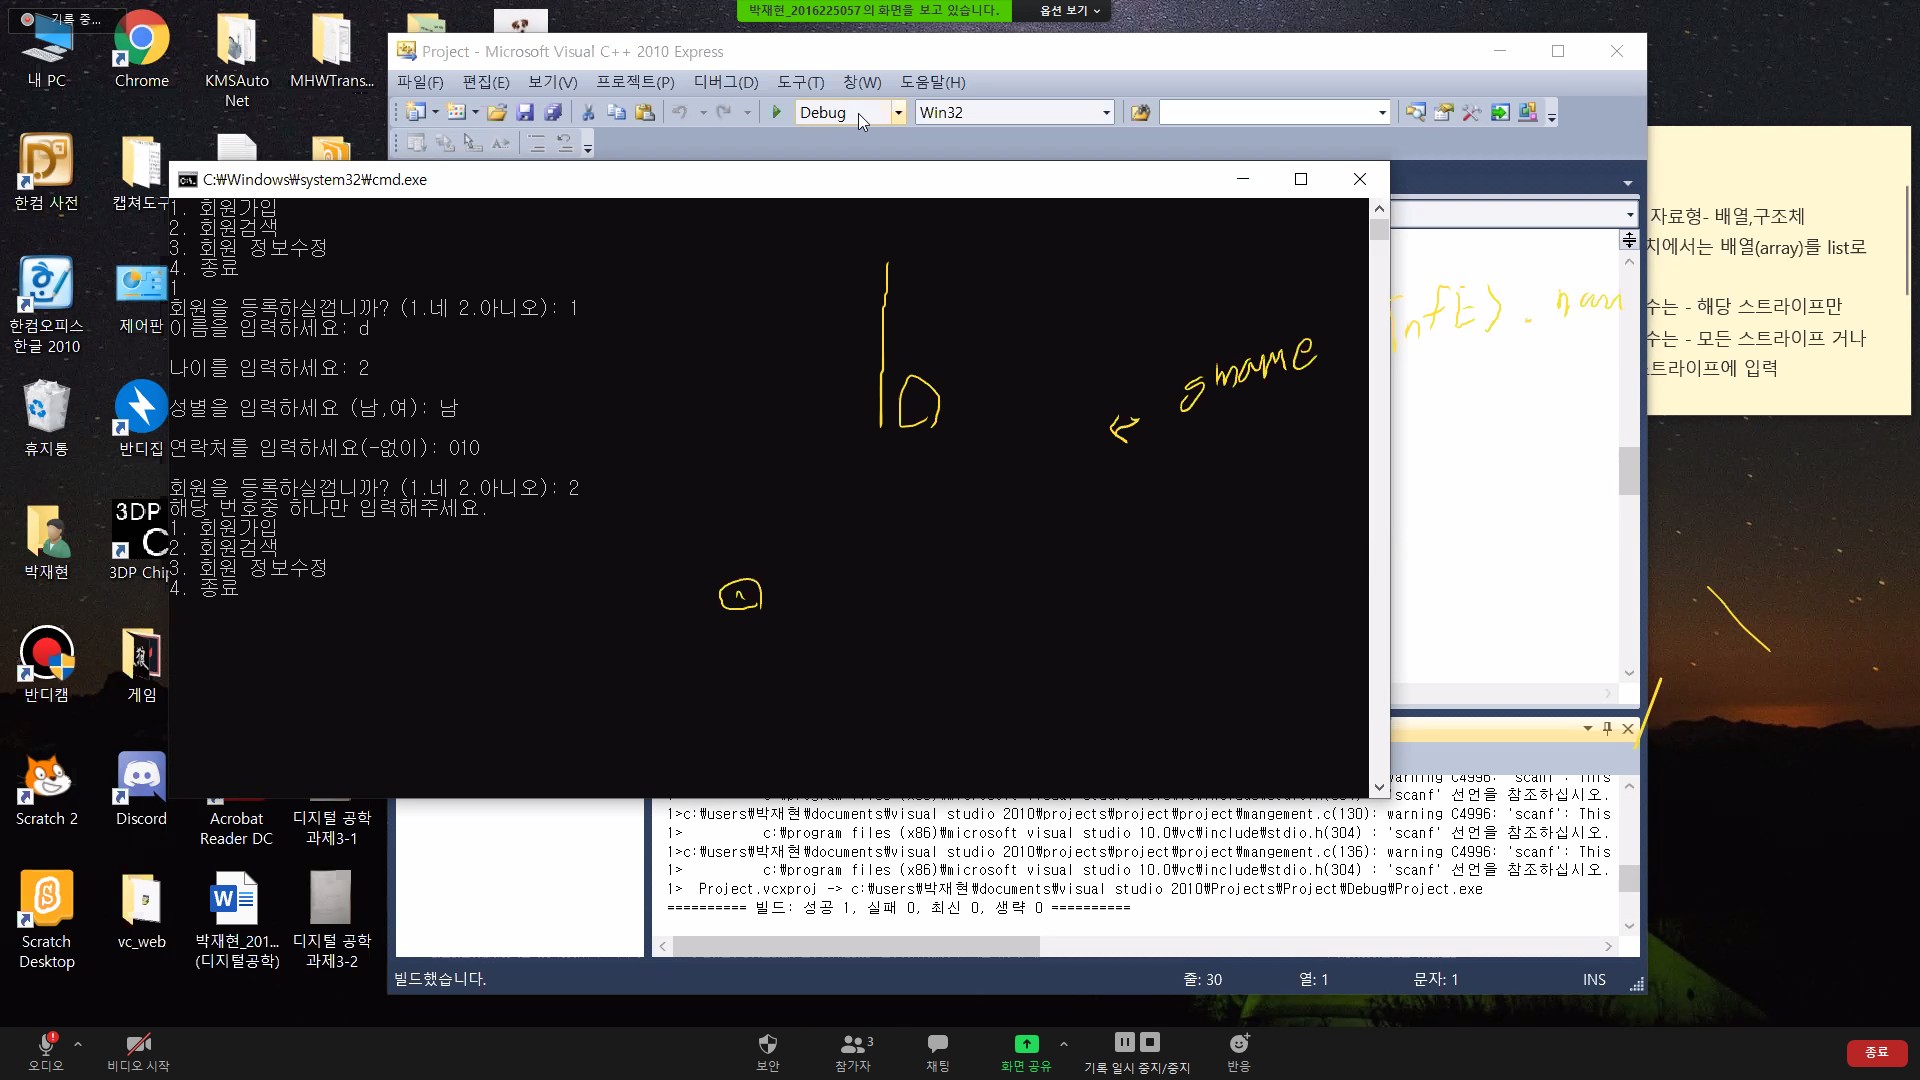 기록 중...
박재현_2016225057 의 화면을 보고 있습니다.
옵션 보기
내 PC
Chrome
KMSAuto Net
MHWTrans...
한컴 사전
캡쳐도구
한컴오피스 한글 2010
제어판
휴지통
반디집
박재현
3DP Chip
반디캠
게임
Scratch 2
Discord
Acrobat Reader DC
디지털 공학 과제3-1
Scratch Desktop
vc_web
박재현_201... (디지털공학)
디지털 공학 과제3-2
Project - Microsoft Visual C++ 2010 Express
파일(F) 편집(E) 보기(V) 프로젝트(P) 디버그(D) 도구(T) 창(W) 도움말(H)
Debug
Win32
C:\Windows\system32\cmd.exe
1. 회원가입
2. 회원검색
3. 회원 정보수정
4. 종료
1
회원을 등록하실껍니까? (1.네 2.아니오): 1
이름을 입력하세요: d
나이를 입력하세요: 2
성별을 입력하세요 (남,여): 남
연락처를 입력하세요(-없이): 010
회원을 등록하실껍니까? (1.네 2.아니오): 2
해당 번호중 하나만 입력해주세요.
1. 회원가입
2. 회원검색
3. 회원 정보수정
4. 종료
자료형- 배열,구조체
치에서는 배열(array)를 list로
수는 - 해당 스트라이프만
수는 - 모든 스트라이프 거나
스트라이프에 입력
warning C4996: 'scanf': This
'scanf' 선언을 참조하십시오.
1>c:\users\박재현\documents\visual studio 2010\projects\project\project\mangement.c(130): warning C4996: 'scanf': This
1> c:\program files (x86)\microsoft visual studio 10.0\vc\include\stdio.h(304) : 'scanf' 선언을 참조하십시오.
1>c:\users\박재현\documents\visual studio 2010\projects\project\project\mangement.c(136): warning C4996: 'scanf': This
1> c:\program files (x86)\microsoft visual studio 10.0\vc\include\stdio.h(304) : 'scanf' 선언을 참조하십시오.
1> Project.vcxproj -> c:\users\박재현\documents\visual studio 2010\Projects\Project\Debug\Project.exe
========== 빌드: 성공 1, 실패 0, 최신 0, 생략 0 ==========
빌드했습니다.
줄: 30
열: 1
문자: 1
INS
오디오
비디오 시작
보안
참가자
3
채팅
화면 공유
기록 일시 중지/중지
반응
종료